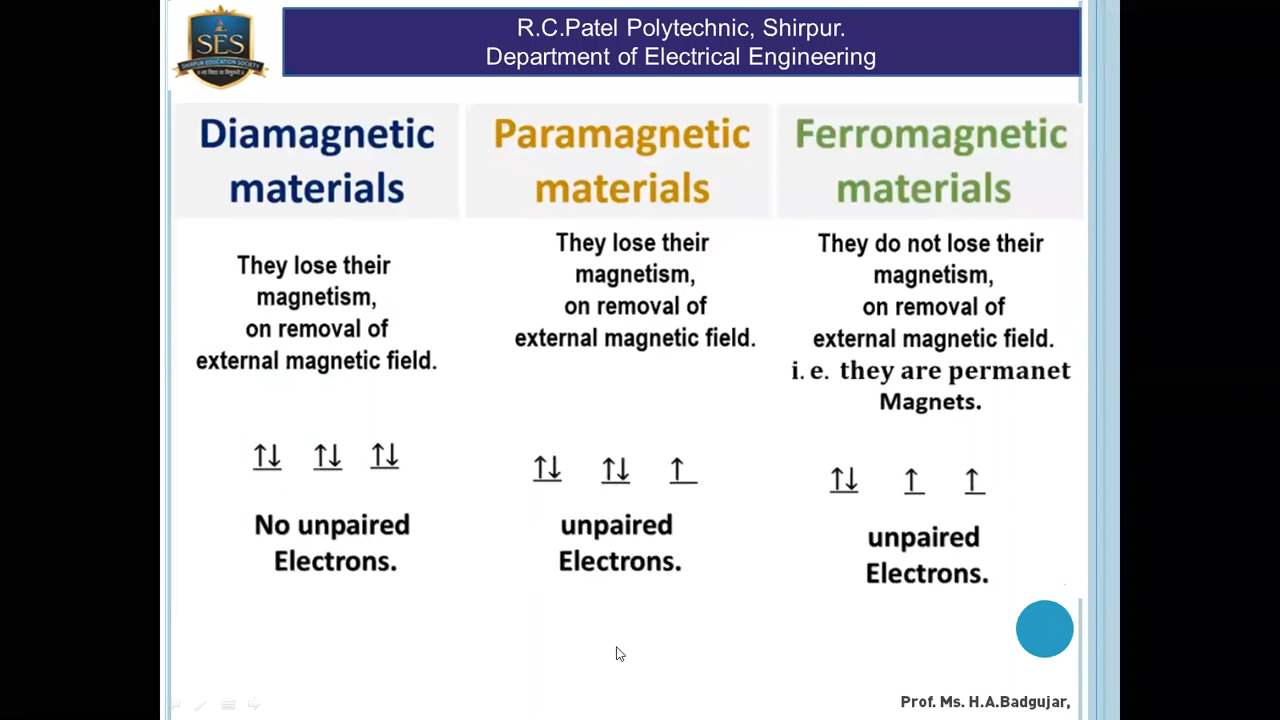 R.C.Patel Polytechnic, Shirpur.
Department of Electrical Engineering
SES
SHIRPUR EDUCATION SOCIETY
Diamagnetic
materials
They lose their
magnetism,
on removal of
external magnetic field.
↑↓ ↑↓ ↑↓
No unpaired
Electrons.
Paramagnetic
materials
They lose their
magnetism,
on removal of
external magnetic field.
↑↓ ↑↓ ↑
unpaired
Electrons.
Ferromagnetic
materials
They do not lose their
magnetism,
on removal of
external magnetic field.
i. e. they are permanet
Magnets.
↑↓ ↑ ↑
unpaired
Electrons.
Prof. Ms. H.A.Badgujar,